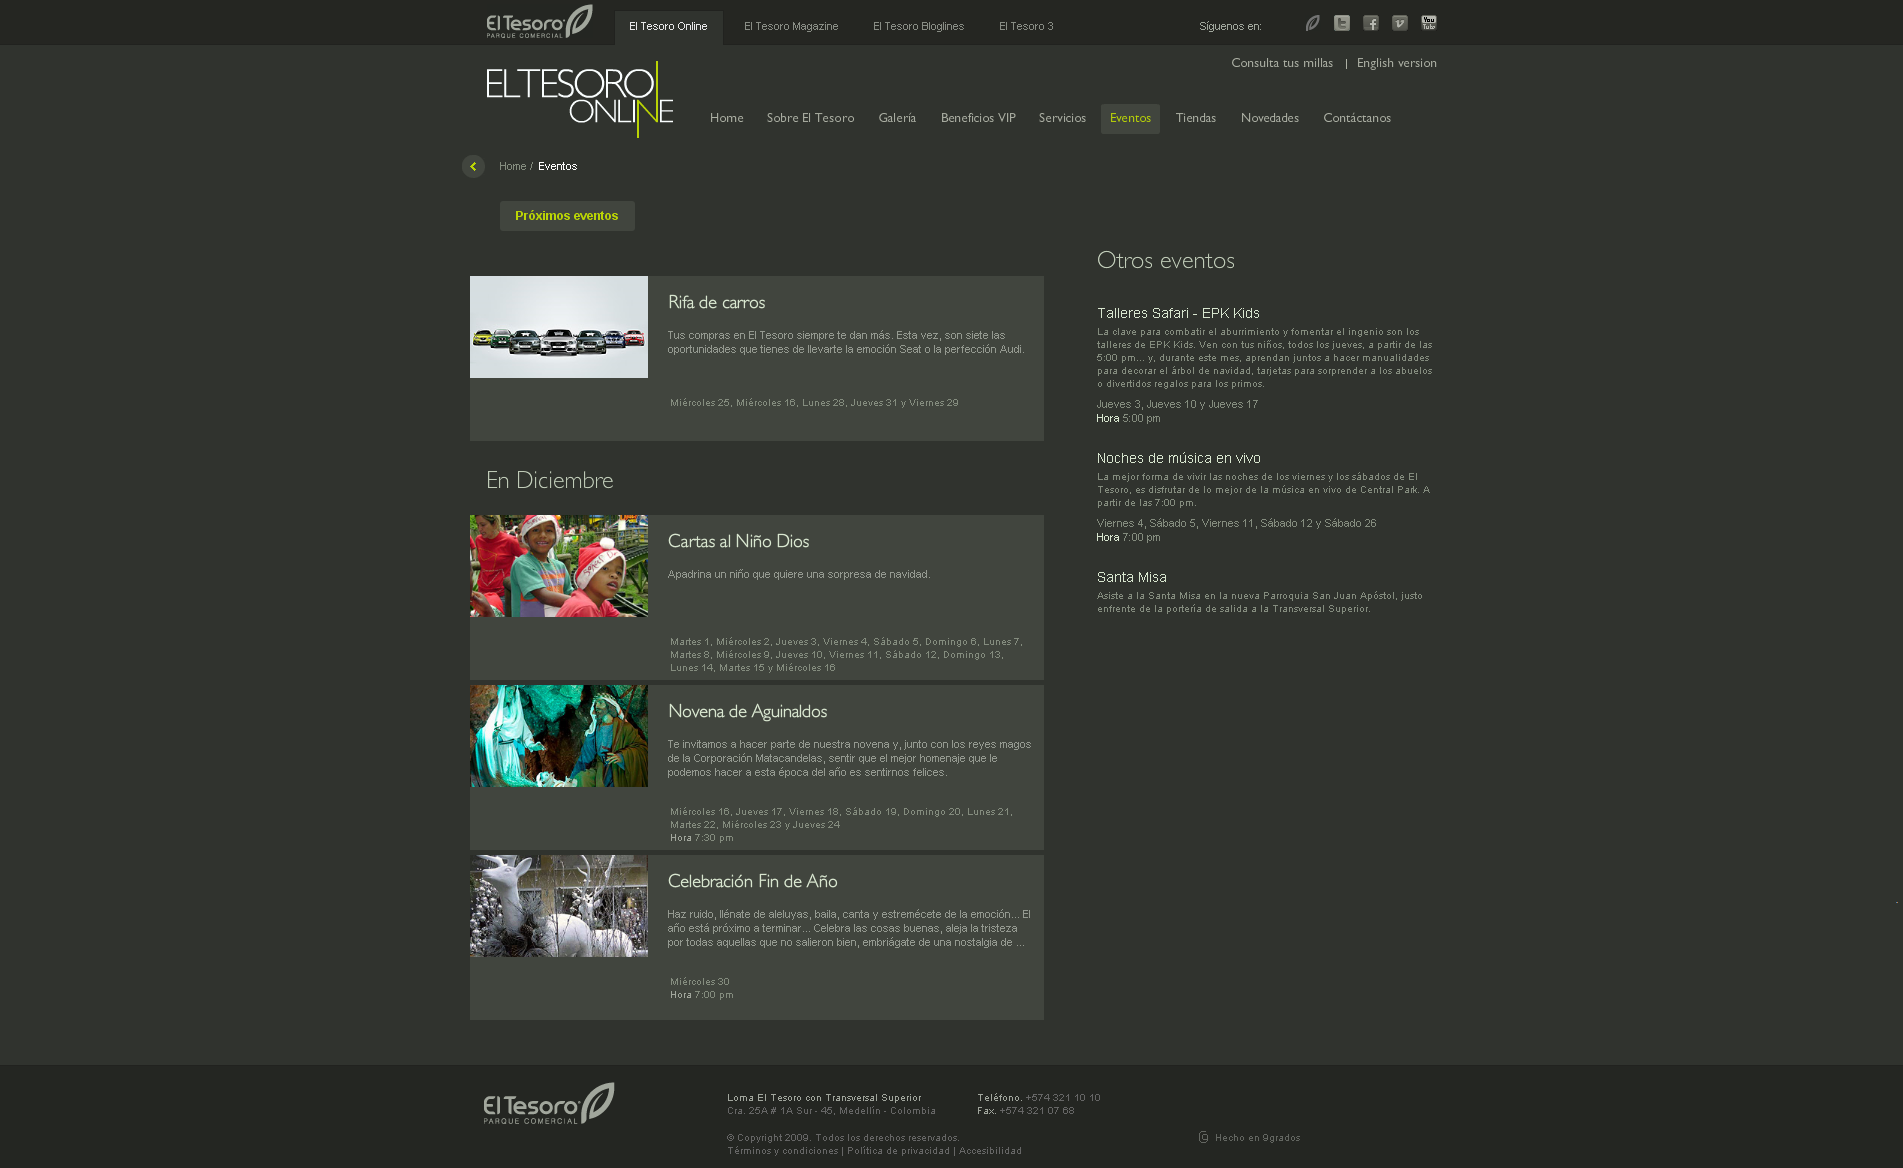 El Tesoro
PARQUE COMERCIAL
El Tesoro Online
El Tesoro Magazine
El Tesoro Bloglines
El Tesoro 3
Síguenos en:
You
Tube
Consulta tus millas | English version
ELTESORO
ONLINE
Home
Sobre El Tesoro
Galería
Beneficios VIP
Servicios
Eventos
Tiendas
Novedades
Contáctanos
Home / Eventos
Próximos eventos
Rifa de carros
Tus compras en El Tesoro siempre te dan más. Esta vez, son siete las
oportunidades que tienes de llevarte la emoción Seat o la perfección Audi.
Miércoles 25, Miércoles 16, Lunes 28, Jueves 31 y Viernes 29
En Diciembre
Cartas al Niño Dios
Apadrina un niño que quiere una sorpresa de navidad.
Martes 1, Miércoles 2, Jueves 3, Viernes 4, Sábado 5, Domingo 6, Lunes 7,
Martes 8, Miércoles 9, Jueves 10, Viernes 11, Sábado 12, Domingo 13,
Lunes 14, Martes 15 y Miércoles 16
Novena de Aguinaldos
Te invitamos a hacer parte de nuestra novena y, junto con los reyes magos
de la Corporación Matacandelas, sentir que el mejor homenaje que le
podemos hacer a esta época del año es sentirnos felices.
Miércoles 16, Jueves 17, Viernes 18, Sábado 19, Domingo 20, Lunes 21,
Martes 22, Miércoles 23 y Jueves 24
Hora 7:30 pm
Celebración Fin de Año
Haz ruido, llénate de aleluyas, baila, canta y estremécete de la emoción... El
año está próximo a terminar... Celebra las cosas buenas, aleja la tristeza
por todas aquellas que no salieron bien, embriágate de una nostalgia de ...
Miércoles 30
Hora 7:00 pm
Otros eventos
Talleres Safari - EPK Kids
La clave para combatir el aburrimiento y fomentar el ingenio son los
talleres de EPK Kids. Ven con tus niños, todos los jueves, a partir de las
5:00 pm... y, durante este mes, aprendan juntos a hacer manualidades
para decorar el árbol de navidad, tarjetas para sorprender a los abuelos
o divertidos regalos para los primos.
Jueves 3, Jueves 10 y Jueves 17
Hora 5:00 pm
Noches de música en vivo
La mejor forma de vivir las noches de los viernes y los sábados de El
Tesoro, es disfrutar de lo mejor de la música en vivo de Central Park. A
partir de las 7:00 pm.
Viernes 4, Sábado 5, Viernes 11, Sábado 12 y Sábado 26
Hora 7:00 pm
Santa Misa
Asiste a la Santa Misa en la nueva Parroquia San Juan Apóstol, justo
enfrente de la portería de salida a la Transversal Superior.
El Tesoro
PARQUE COMERCIAL
Loma El Tesoro con Transversal Superior
Cra. 25A # 1A Sur - 45, Medellín - Colombia
Teléfono. +574 321 10 10
Fax. +574 321 07 68
© Copyright 2009. Todos los derechos reservados.
Términos y condiciones | Política de privacidad | Accesibilidad
Hecho en 9grados